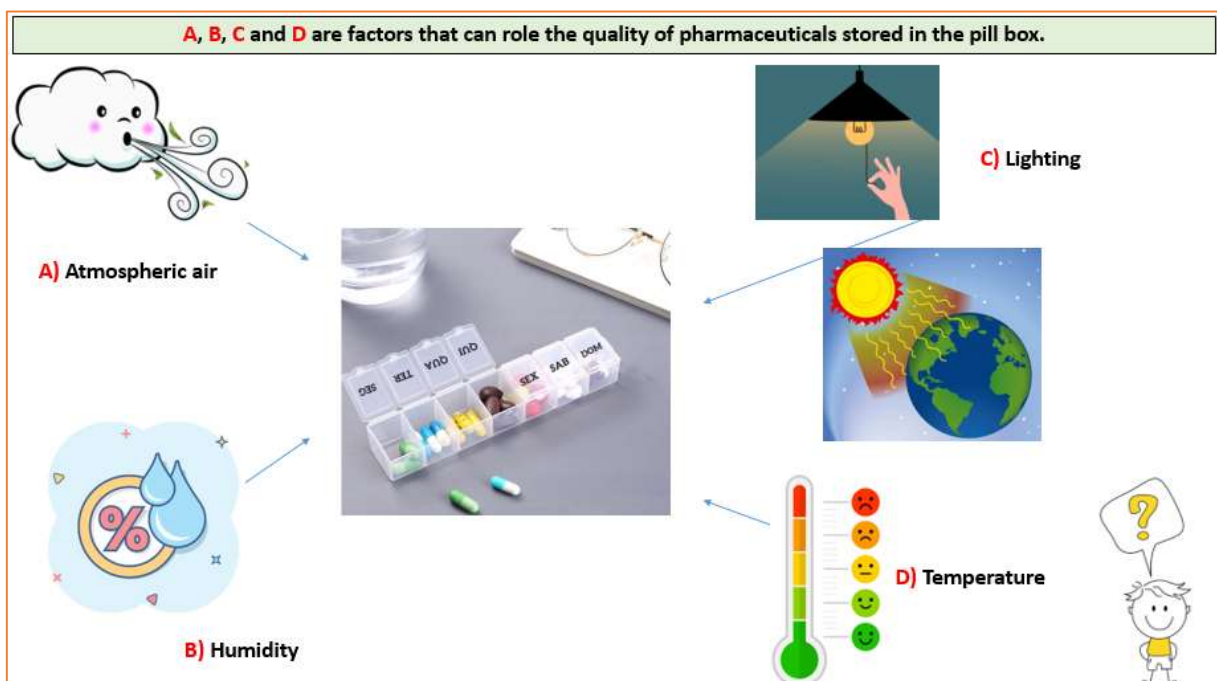 A, B, C and D are factors that can role the quality of pharmaceuticals stored in the pill box.
C) Lighting
A) Atmospheric air
SEG
TER
QUA
QUI
SEX
SAB
DOM
%
?
D) Temperature
B) Humidity